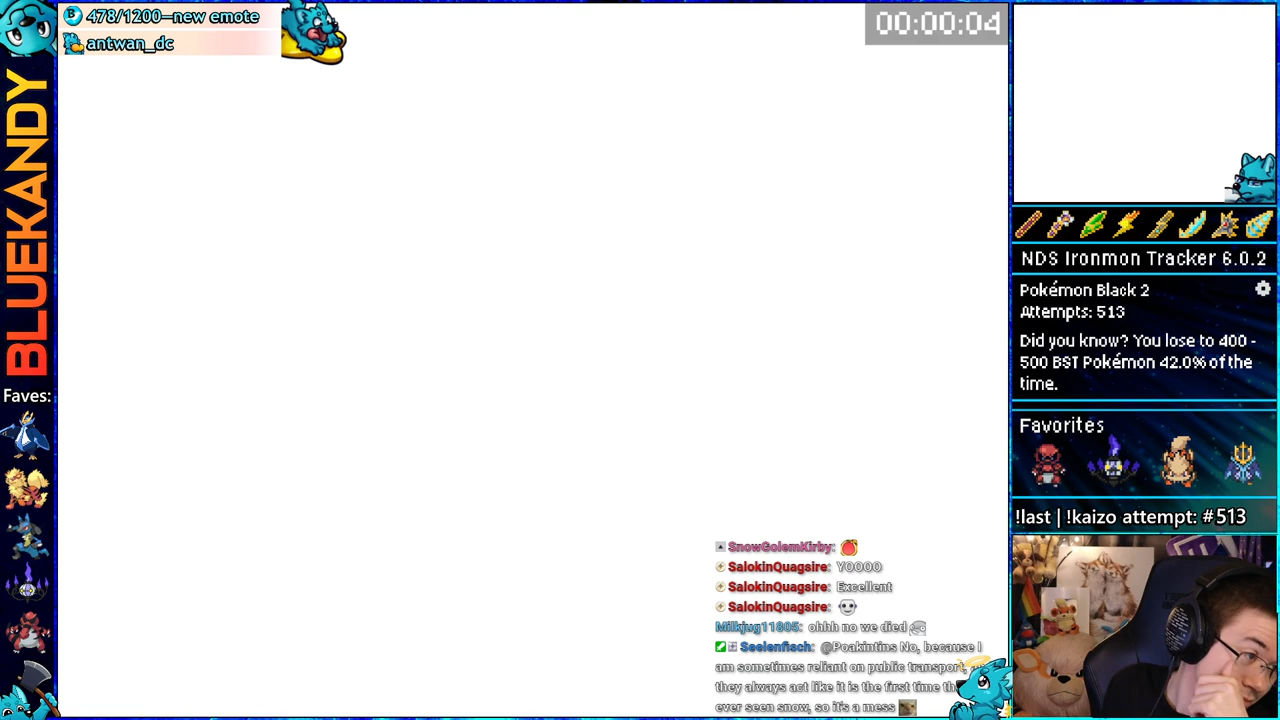 478/1200–new emote
antwan_dc
00:00:04
BLUEKANDY
Faves:
NDS Ironmon Tracker 6.0.2
Pokémon Black 2
Attempts: 513
Did you know? You lose to 400 -
500 BST Pokémon 42.0% of the
time.
Favorites
!last | !kaizo attempt: #513
SnowGolemKirby:
SalokinQuagsire: YOOOO
SalokinQuagsire: Excellent
SalokinQuagsire:
Milkjug11805: ohhh no we died
Seelenfisch: @Poakintins No, because I
am sometimes reliant on public transport,
they always act like it is the first time
ever seen snow, so it's a mess